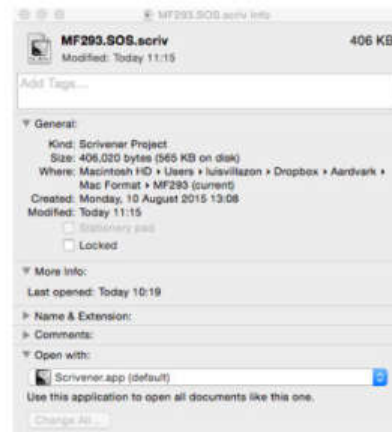 MF293.SOS.scriv Info
MF293.SOS.scriv 406 KB
Modified: Today 11:15
Add Tags...
General:
Kind: Scrivener Project
Size: 406,020 bytes (565 KB on disk)
Where: Macintosh HD ▸ Users ▸ luisvillazon ▸ Dropbox ▸ Aardvark ▸
Mac Format ▸ MF293 (current)
Created: Monday, 10 August 2015 13:08
Modified: Today 11:15
Stationery pad
Locked
More Info:
Last opened: Today 10:19
Name & Extension:
Comments:
Open with:
Scrivener.app (default)
Use this application to open all documents like this one.
Change All...